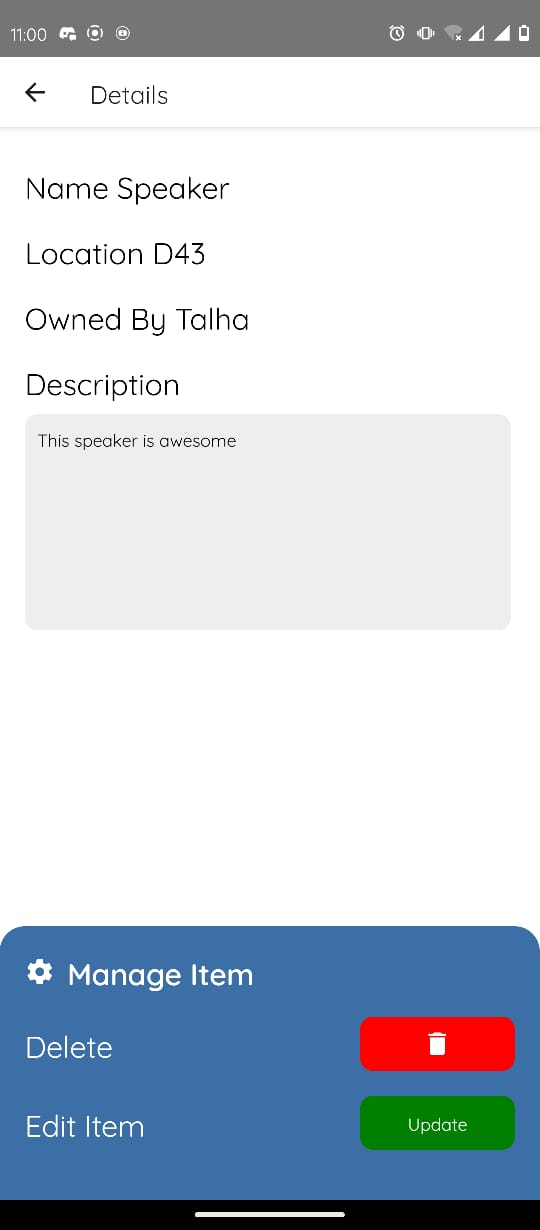 11:00
Details
Name Speaker
Location D43
Owned By Talha
Description
This speaker is awesome
Manage Item
Delete
Edit Item
Update